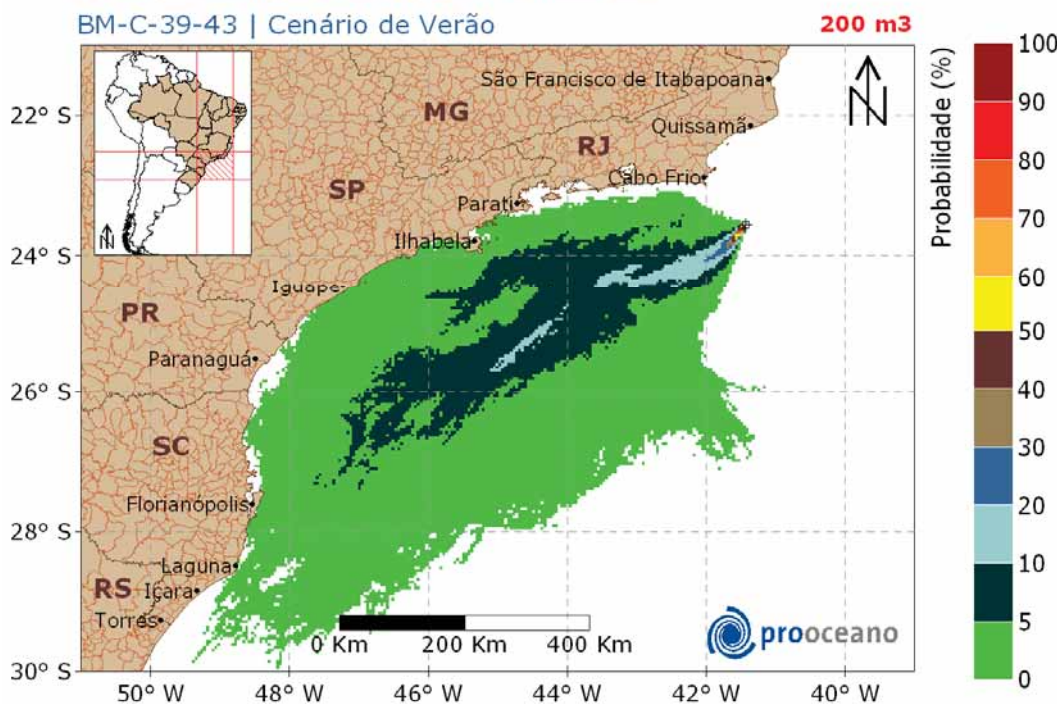 BM-C-39-43 | Cenário de Verão
200 m3
São Francisco de Itabapoana
22° S
MG
Quissamã
RJ
Cabo Frio
SP
Parati
Ilhabela
24° S
Iguape
PR
Paranaguá
26° S
SC
Florianópolis
28° S
Laguna
RS
Içara
Torres
0 Km 200 Km 400 Km
prooceano
30° S
50° W 48° W 46° W 44° W 42° W 40° W
N
N
Probabilidade (%)
100
90
80
70
60
50
40
30
20
10
5
0